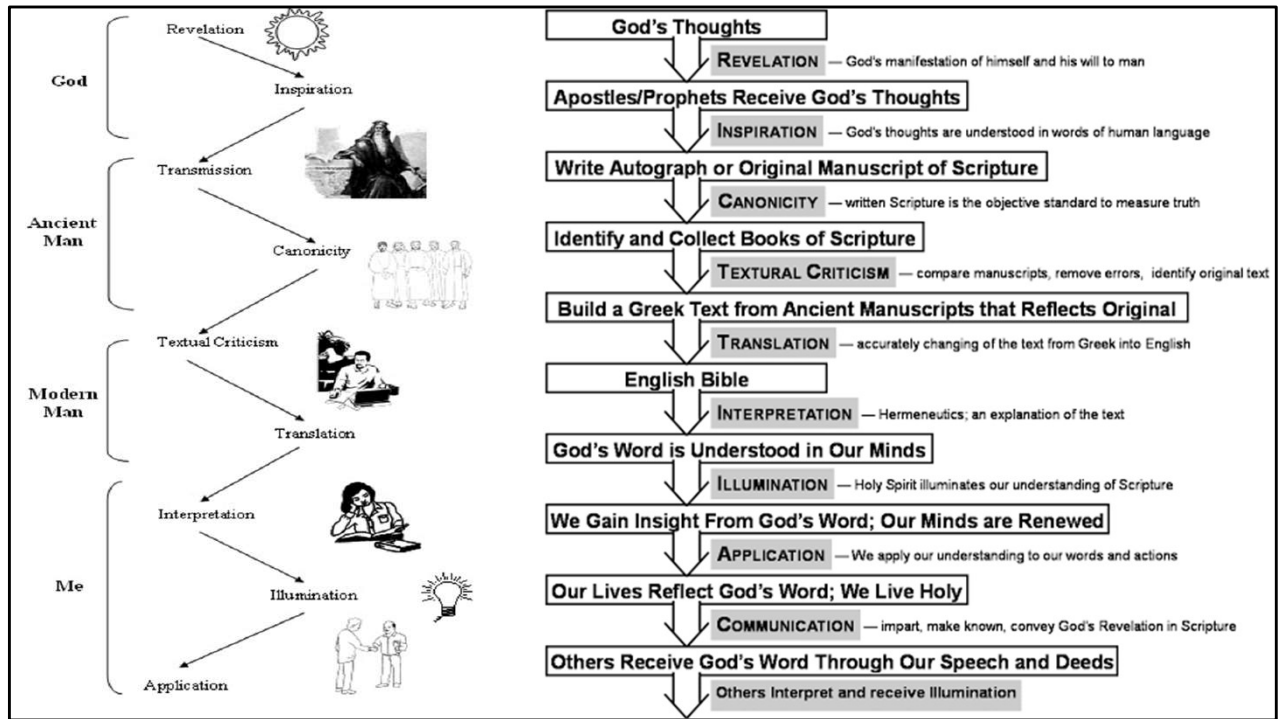 God
Ancient
Man
Modern
Man
Me
Revelation
Inspiration
Transmission
Canonicity
Textual Criticism
Translation
Interpretation
Illumination
Application
God's Thoughts
REVELATION — God's manifestation of himself and his will to man
Apostles/Prophets Receive God's Thoughts
INSPIRATION — God's thoughts are understood in words of human language
Write Autograph or Original Manuscript of Scripture
CANONICITY — written Scripture is the objective standard to measure truth
Identify and Collect Books of Scripture
TEXTURAL CRITICISM — compare manuscripts, remove errors, identify original text
Build a Greek Text from Ancient Manuscripts that Reflects Original
TRANSLATION — accurately changing of the text from Greek into English
English Bible
INTERPRETATION — Hermeneutics; an explanation of the text
God's Word is Understood in Our Minds
ILLUMINATION — Holy Spirit illuminates our understanding of Scripture
We Gain Insight From God's Word; Our Minds are Renewed
APPLICATION — We apply our understanding to our words and actions
Our Lives Reflect God's Word; We Live Holy
COMMUNICATION — impart, make known, convey God's Revelation in Scripture
Others Receive God's Word Through Our Speech and Deeds
Others Interpret and receive Illumination